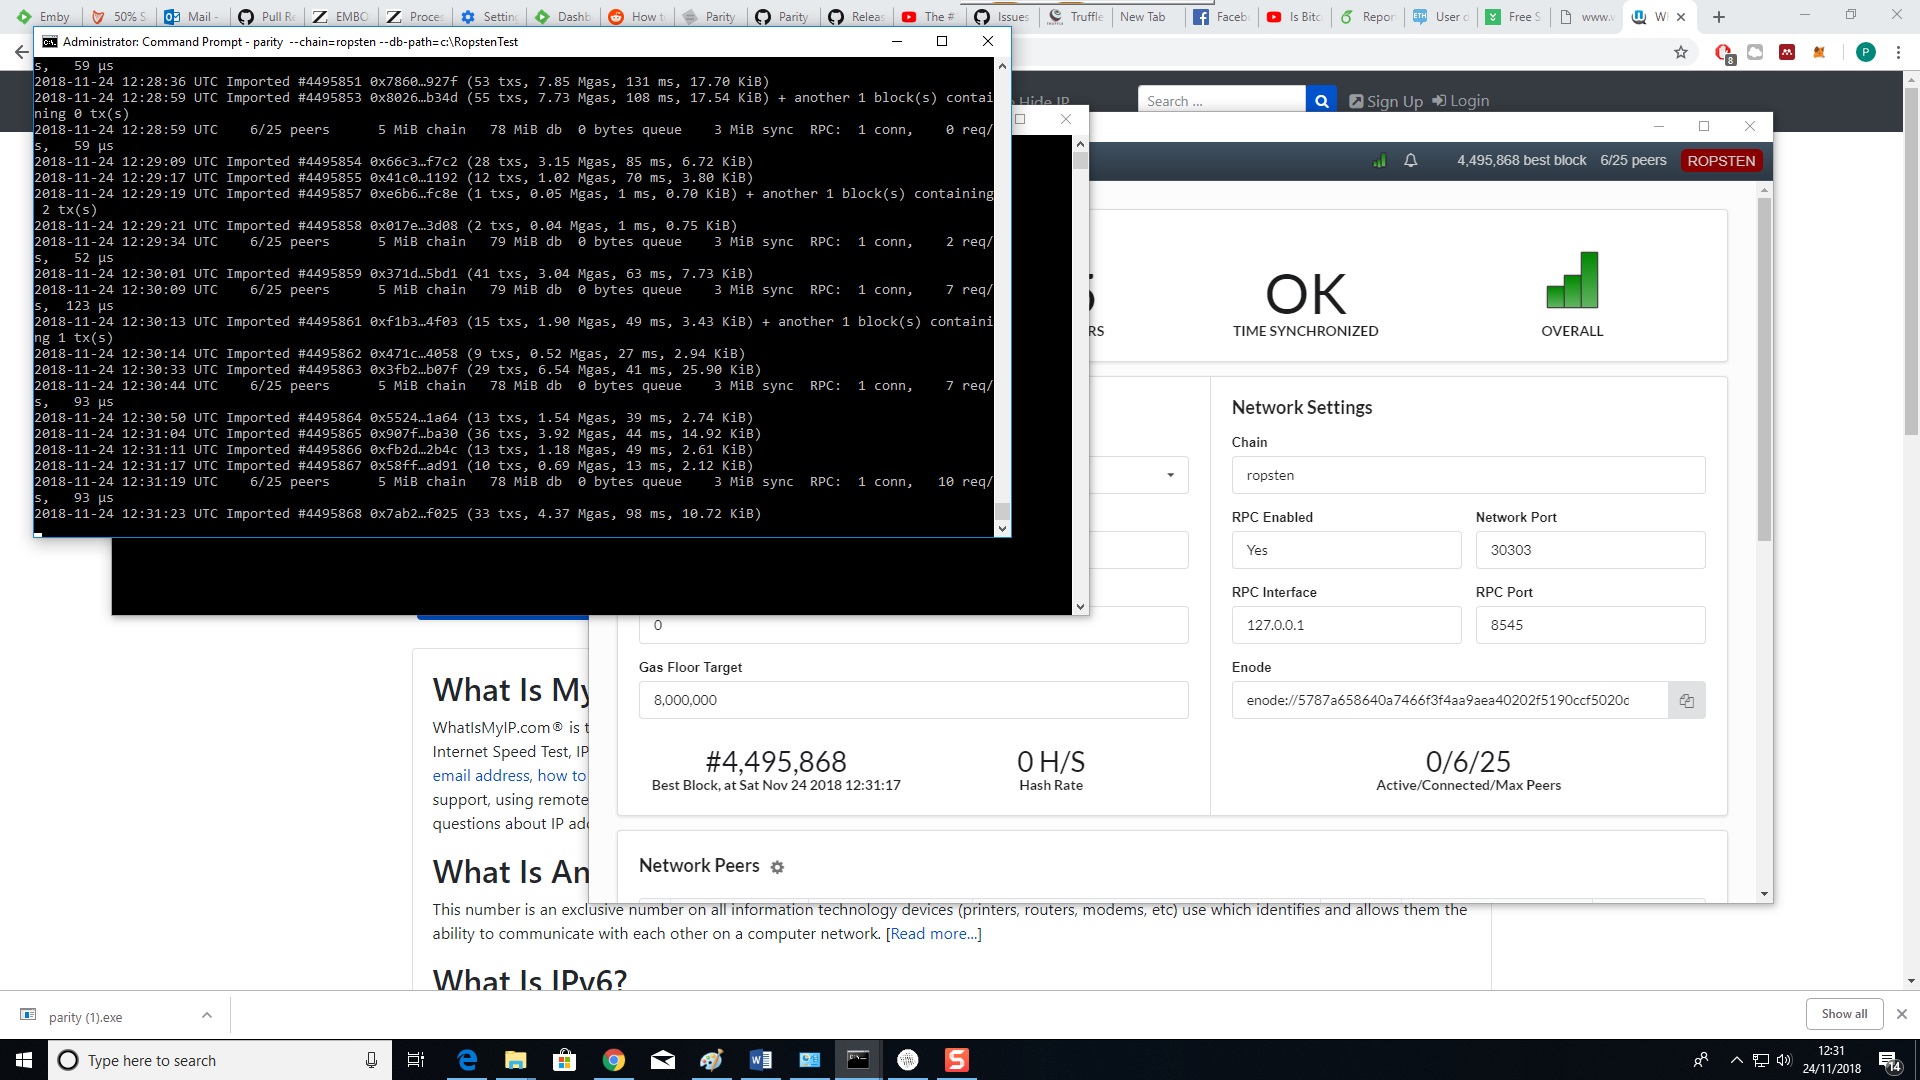 Emby
50% S
Mail -
Pull Re
EMBO
Proces
Setting
Dashb
How to
Parity
Parity
Releas
The #
Issues
Truffle
New Tab
Faceb
Is Bitc
Repor
User d
Free S
www.
Wh
Administrator: Command Prompt - parity --chain=ropsten --db-path=c:\RopstenTest
8
P
s,   59 µs
2018-11-24 12:28:36 UTC Imported #4495851 0x7860…927f (53 txs, 7.85 Mgas, 131 ms, 17.70 KiB)
2018-11-24 12:28:59 UTC Imported #4495853 0x8026…b34d (55 txs, 7.73 Mgas, 108 ms, 17.54 KiB) + another 1 block(s) contai
ning 0 tx(s)
2018-11-24 12:28:59 UTC    6/25 peers      5 MiB chain   78 MiB db  0 bytes queue    3 MiB sync  RPC:  1 conn,    0 req/
s,   59 µs
2018-11-24 12:29:09 UTC Imported #4495854 0x66c3…f7c2 (28 txs, 3.15 Mgas, 85 ms, 6.72 KiB)
2018-11-24 12:29:17 UTC Imported #4495855 0x41c0…1192 (12 txs, 1.02 Mgas, 70 ms, 3.80 KiB)
2018-11-24 12:29:19 UTC Imported #4495857 0xe6b6…fc8e (1 txs, 0.05 Mgas, 1 ms, 0.70 KiB) + another 1 block(s) containing
 2 tx(s)
2018-11-24 12:29:21 UTC Imported #4495858 0x017e…3d08 (2 txs, 0.04 Mgas, 1 ms, 0.75 KiB)
2018-11-24 12:29:34 UTC    6/25 peers      5 MiB chain   79 MiB db  0 bytes queue    3 MiB sync  RPC:  1 conn,    2 req/
s,   52 µs
2018-11-24 12:30:01 UTC Imported #4495859 0x371d…5bd1 (41 txs, 3.04 Mgas, 63 ms, 7.73 KiB)
2018-11-24 12:30:09 UTC    6/25 peers      5 MiB chain   79 MiB db  0 bytes queue    3 MiB sync  RPC:  1 conn,    7 req/
s,  123 µs
2018-11-24 12:30:13 UTC Imported #4495861 0xf1b3…4f03 (15 txs, 1.90 Mgas, 49 ms, 3.43 KiB) + another 1 block(s) containi
ng 1 tx(s)
2018-11-24 12:30:14 UTC Imported #4495862 0x471c…4058 (9 txs, 0.52 Mgas, 27 ms, 2.94 KiB)
2018-11-24 12:30:33 UTC Imported #4495863 0x3fb2…b07f (29 txs, 6.54 Mgas, 41 ms, 25.90 KiB)
2018-11-24 12:30:44 UTC    6/25 peers      5 MiB chain   78 MiB db  0 bytes queue    3 MiB sync  RPC:  1 conn,    7 req/
s,   93 µs
2018-11-24 12:30:50 UTC Imported #4495864 0x5524…1a64 (13 txs, 1.54 Mgas, 39 ms, 2.74 KiB)
2018-11-24 12:31:04 UTC Imported #4495865 0x907f…ba30 (36 txs, 3.92 Mgas, 44 ms, 14.92 KiB)
2018-11-24 12:31:11 UTC Imported #4495866 0xfb2d…2b4c (13 txs, 1.18 Mgas, 49 ms, 2.61 KiB)
2018-11-24 12:31:17 UTC Imported #4495867 0x58ff…ad91 (10 txs, 0.69 Mgas, 13 ms, 2.12 KiB)
2018-11-24 12:31:19 UTC    6/25 peers      5 MiB chain   78 MiB db  0 bytes queue    3 MiB sync  RPC:  1 conn,   10 req/
s,   93 µs
2018-11-24 12:31:23 UTC Imported #4495868 0x7ab2…f025 (33 txs, 4.37 Mgas, 98 ms, 10.72 KiB)
Hide IP
Search ...
Sign Up
Login
4,495,868 best block
6/25 peers
ROPSTEN
5
RS
OK
TIME SYNCHRONIZED
OVERALL
Network Settings
Chain
ropsten
RPC Enabled
Network Port
Yes
30303
RPC Interface
RPC Port
127.0.0.1
8545
0
Gas Floor Target
8,000,000
Enode
enode://5787a658640a7466f3f4aa9aea40202f5190ccf5020d
#4,495,868
Best Block, at Sat Nov 24 2018 12:31:17
0 H/S
Hash Rate
0/6/25
Active/Connected/Max Peers
Network Peers
What Is My
WhatIsMyIP.com® is t
Internet Speed Test, IP
email address, how to
support, using remote
questions about IP add
What Is An
This number is an exclusive number on all information technology devices (printers, routers, modems, etc) use which identifies and allows them the
ability to communicate with each other on a computer network. [Read more...]
What Is IPv6?
parity (1).exe
Show all
Type here to search
12:31
24/11/2018
14